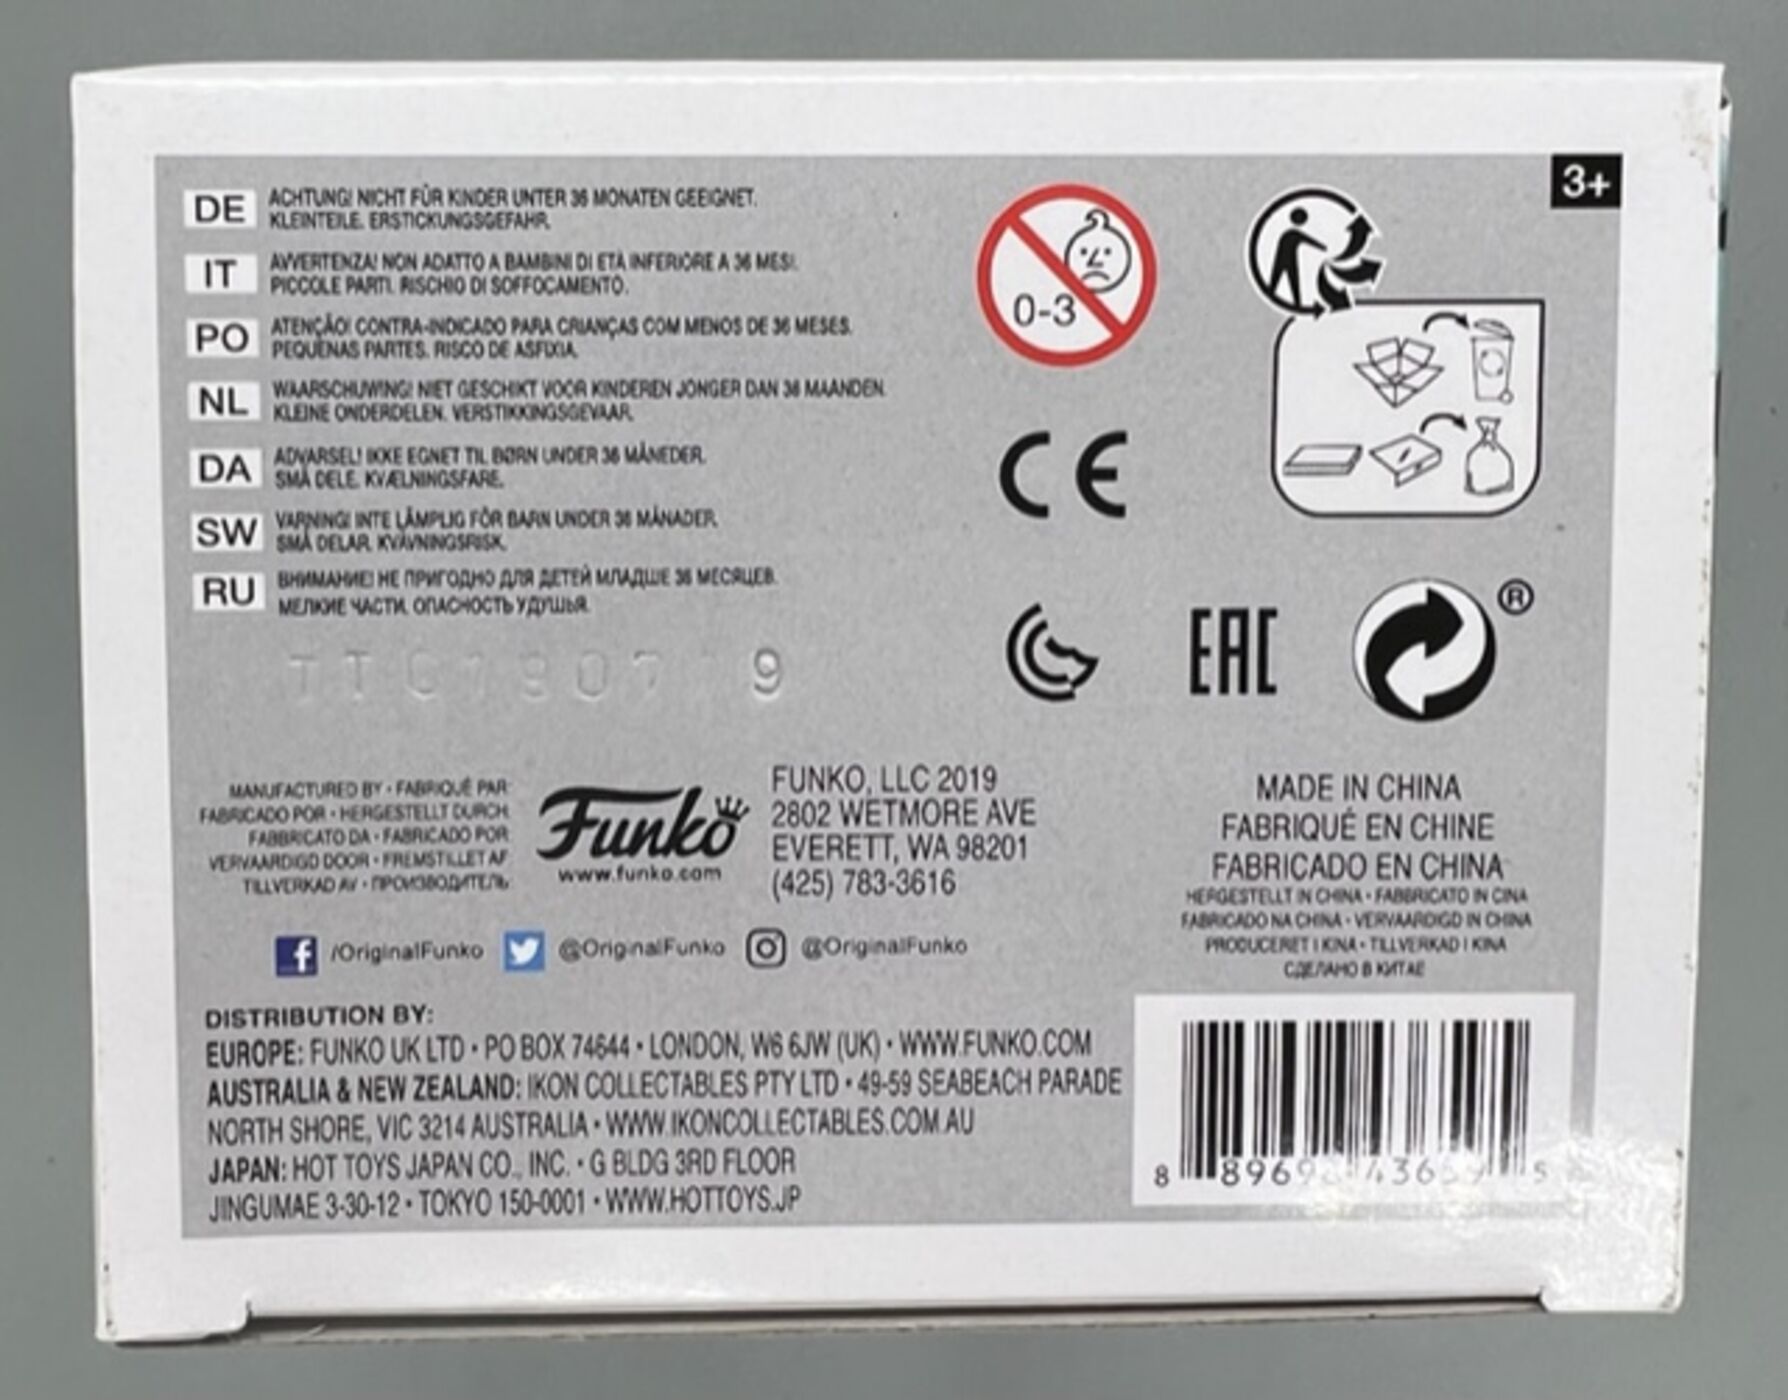 3+
DE
ACHTUNG! NICHT FÜR KINDER UNTER 36 MONATEN GEEIGNET.
KLEINTEILE. ERSTICKUNGSGEFAHR.
IT
AVVERTENZA! NON ADATTO A BAMBINI DI ETÀ INFERIORE A 36 MESI.
PICCOLE PARTI. RISCHIO DI SOFFOCAMENTO.
PO
ATENÇÃO! CONTRA-INDICADO PARA CRIANÇAS COM MENOS DE 36 MESES.
PEQUENAS PARTES. RISCO DE ASFIXIA.
NL
WAARSCHUWING! NIET GESCHIKT VOOR KINDEREN JONGER DAN 36 MAANDEN.
KLEINE ONDERDELEN. VERSTIKKINGSGEVAAR.
DA
ADVARSEL! IKKE EGNET TIL BØRN UNDER 36 MÅNEDER.
SMÅ DELE. KVÆLNINGSFARE.
SW
VARNING! INTE LÄMPLIG FÖR BARN UNDER 36 MÅNADER.
SMÅ DELAR. KVÄVNINGSRISK.
RU
ВНИМАНИЕ! НЕ ПРИГОДНО ДЛЯ ДЕТЕЙ МЛАДШЕ 36 МЕСЯЦЕВ.
МЕЛКИЕ ЧАСТИ. ОПАСНОСТЬ УДУШЬЯ.
0-3
CE
EAC
®
MANUFACTURED BY • FABRIQUÉ PAR
FABRICADO POR • HERGESTELLT DURCH
FABBRICATO DA • FABRICADO POR
VERVAARDIGD DOOR • FREMSTILLET AF
TILLVERKAD AV • ПРОИЗВОДИТЕЛЬ
Funko
www.funko.com
FUNKO, LLC 2019
2802 WETMORE AVE
EVERETT, WA 98201
(425) 783-3616
MADE IN CHINA
FABRIQUÉ EN CHINE
FABRICADO EN CHINA
HERGESTELLT IN CHINA • FABBRICATO IN CINA
FABRICADO NA CHINA • VERVAARDIGD IN CHINA
PRODUCERET I KINA • TILLVERKAD I KINA
СДЕЛАНО В КИТАЕ
/OriginalFunko
@OriginalFunko
@OriginalFunko
DISTRIBUTION BY:
EUROPE: FUNKO UK LTD • PO BOX 74644 • LONDON, W6 6JW (UK) • WWW.FUNKO.COM
AUSTRALIA & NEW ZEALAND: IKON COLLECTABLES PTY LTD • 49-59 SEABEACH PARADE
NORTH SHORE, VIC 3214 AUSTRALIA • WWW.IKONCOLLECTABLES.COM.AU
JAPAN: HOT TOYS JAPAN CO., INC. • G BLDG 3RD FLOOR
JINGUMAE 3-30-12 • TOKYO 150-0001 • WWW.HOTTOYS.JP